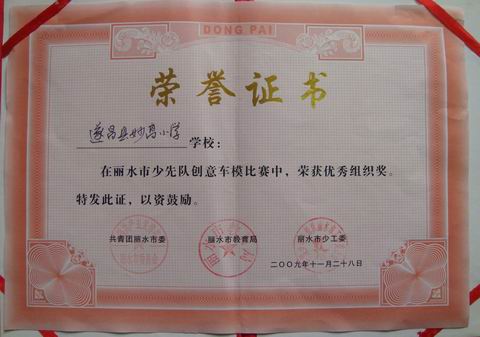 DONG PAI
荣誉证书
遂昌县妙高小学 学校：
在丽水市少先队创意车模比赛中，荣获优秀组织奖。
特发此证，以资鼓励。
共青团丽水市委 丽水市教育局 丽水市少工委
二〇〇九年十一月二十八日